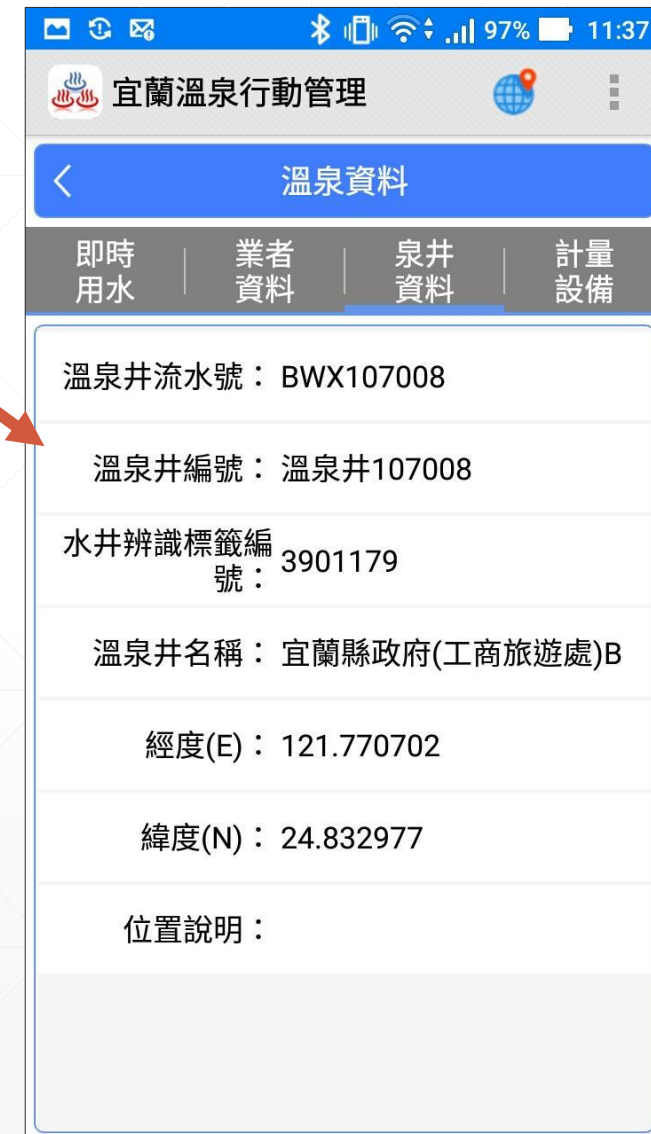 97% 11:37
宜蘭溫泉行動管理
溫泉資料
即時 業者 泉井 計量
用水 資料 資料 設備
溫泉井流水號： BWX107008
溫泉井編號： 溫泉井107008
水井辨識標籤編
號： 3901179
溫泉井名稱： 宜蘭縣政府(工商旅遊處)B
經度(E)： 121.770702
緯度(N)： 24.832977
位置說明：